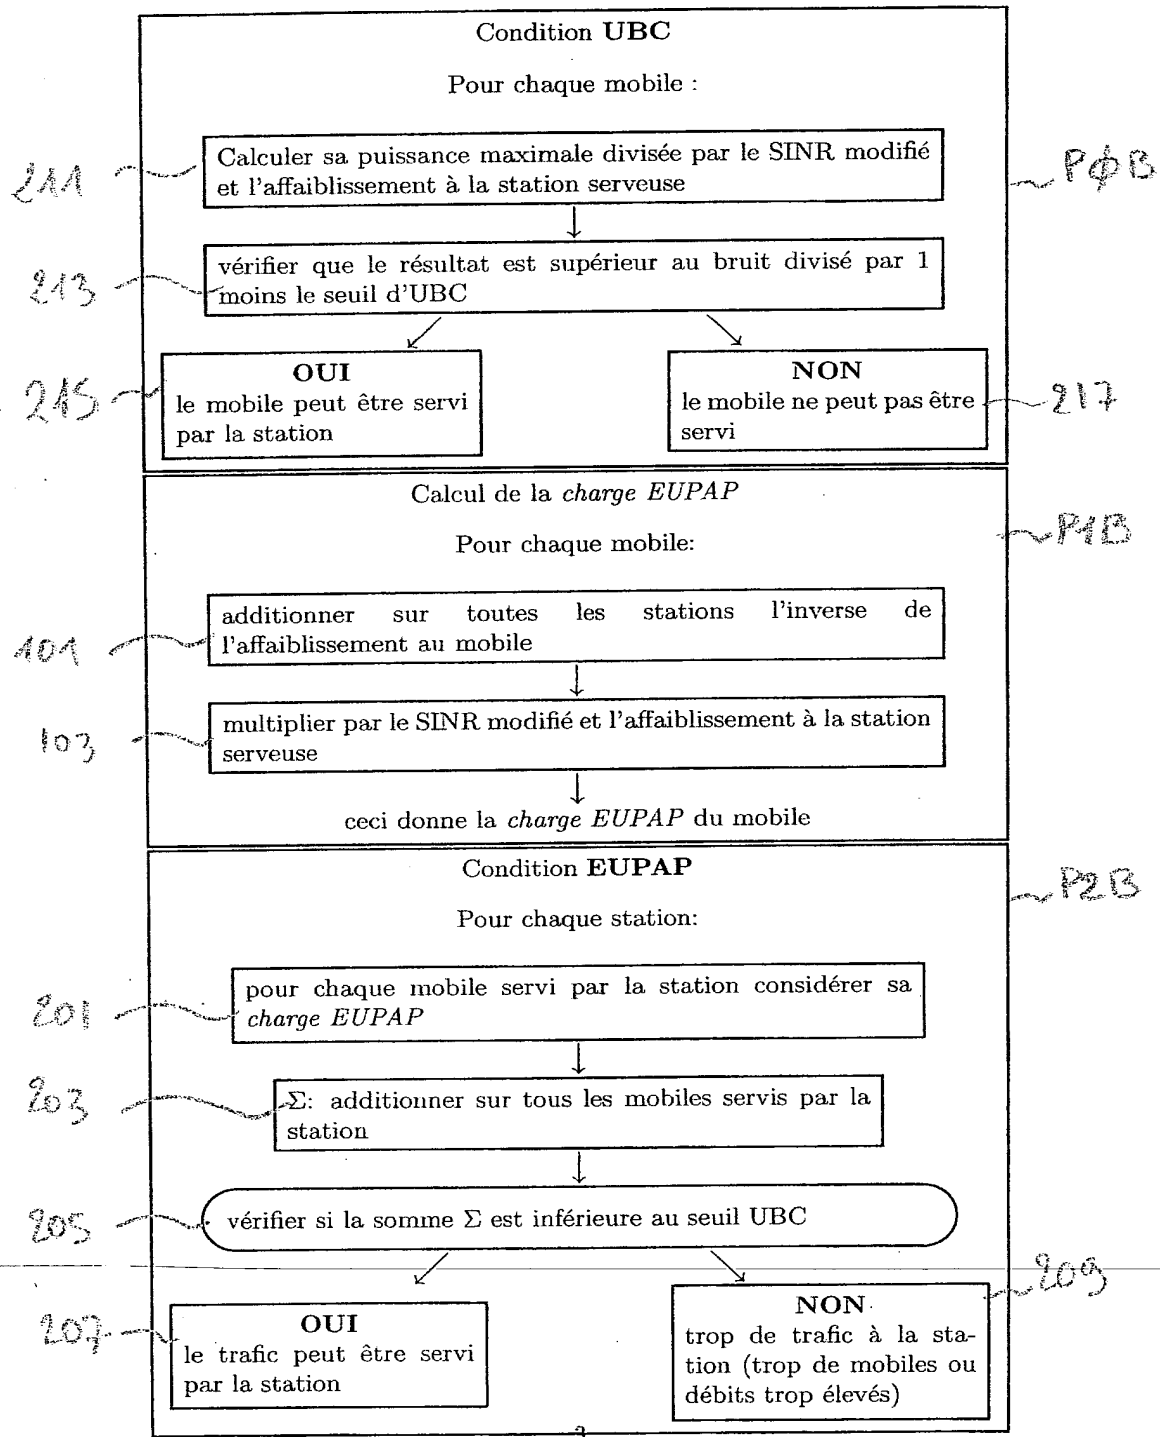 Condition UBC
Pour chaque mobile :
211
Calculer sa puissance maximale divisée par le SINR modifié
et l'affaiblissement à la station serveuse
PØB
213
vérifier que le résultat est supérieur au bruit divisé par 1
moins le seuil d'UBC
215
OUI
le mobile peut être servi
par la station
NON
le mobile ne peut pas être
servi
217
Calcul de la charge EUPAP
P1B
Pour chaque mobile:
101
additionner sur toutes les stations l'inverse de
l'affaiblissement au mobile
103
multiplier par le SINR modifié et l'affaiblissement à la station
serveuse
ceci donne la charge EUPAP du mobile
Condition EUPAP
P2B
Pour chaque station:
201
pour chaque mobile servi par la station considérer sa
charge EUPAP
203
Σ: additionner sur tous les mobiles servis par la
station
205
vérifier si la somme Σ est inférieure au seuil UBC
207
OUI
le trafic peut être servi
par la station
209
NON
trop de trafic à la sta-
tion (trop de mobiles ou
débits trop élevés)